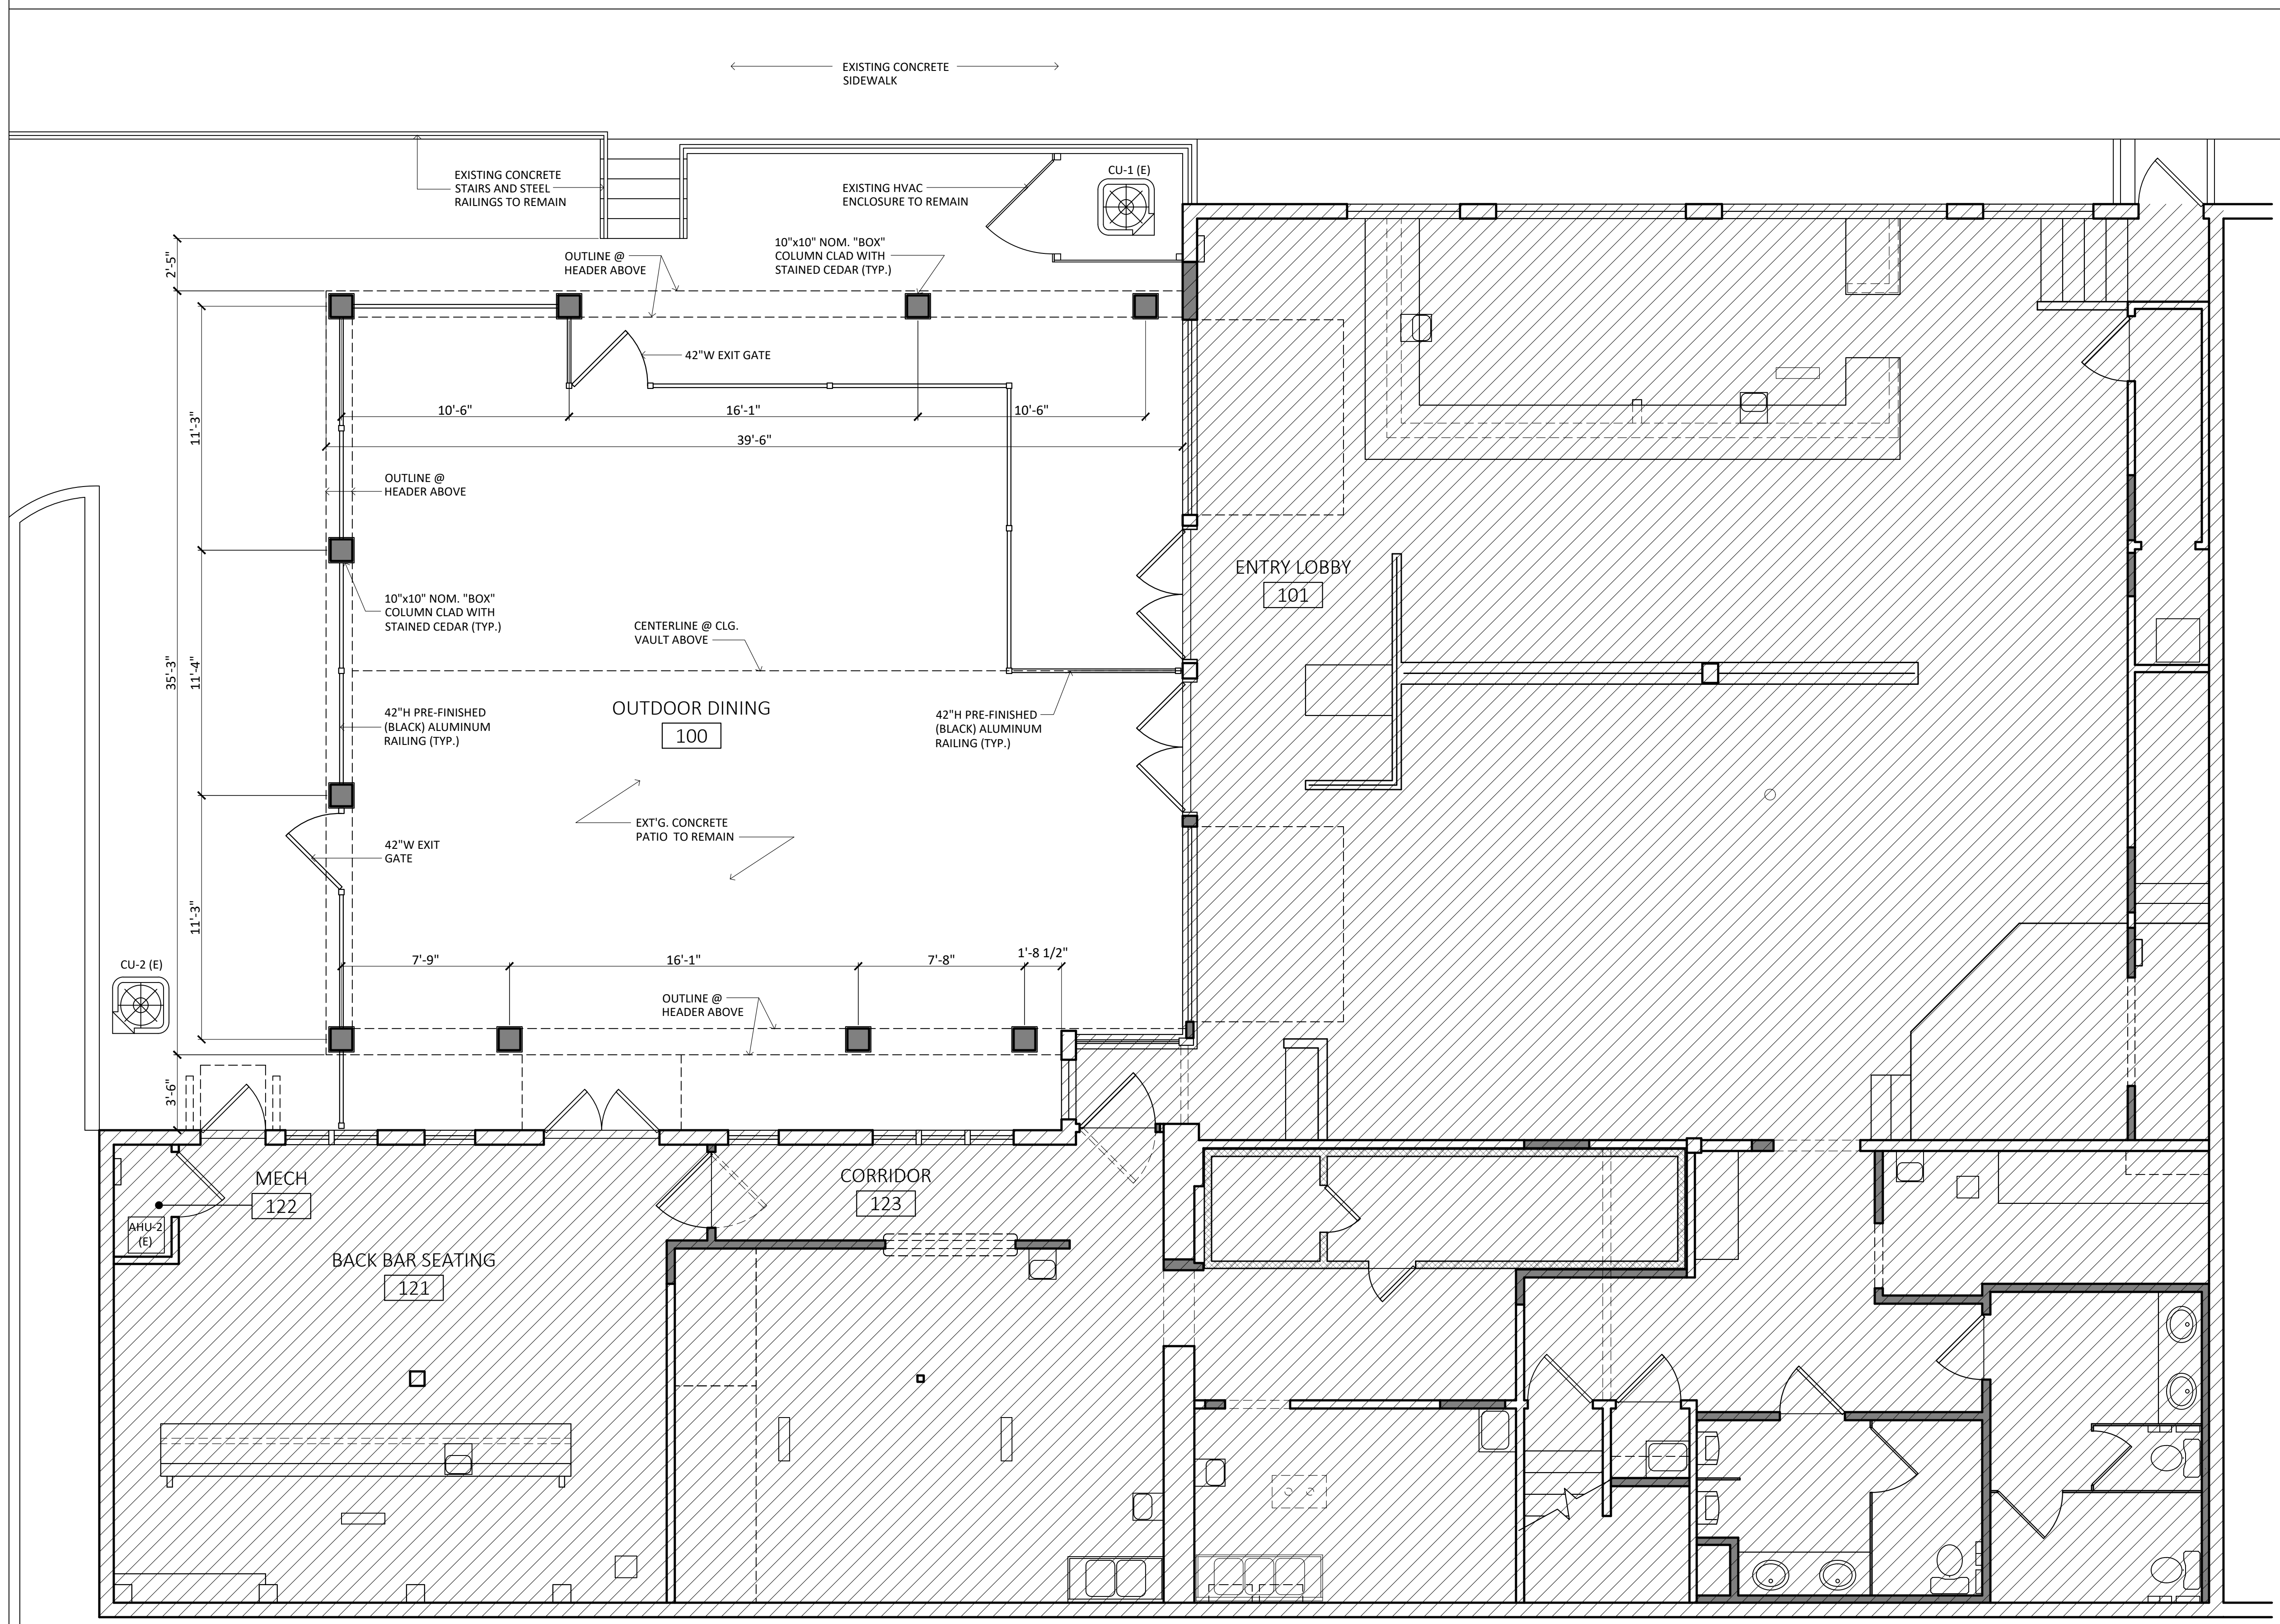 EXISTING CONCRETE
SIDEWALK
EXISTING CONCRETE
STAIRS AND STEEL
RAILINGS TO REMAIN
EXISTING HVAC
ENCLOSURE TO REMAIN
CU-1 (E)
2'-5"
OUTLINE @
HEADER ABOVE
10"x10" NOM. "BOX"
COLUMN CLAD WITH
STAINED CEDAR (TYP.)
42"W EXIT GATE
10'-6"
16'-1"
10'-6"
39'-6"
11'-3"
OUTLINE @
HEADER ABOVE
ENTRY LOBBY
101
10"x10" NOM. "BOX"
COLUMN CLAD WITH
STAINED CEDAR (TYP.)
CENTERLINE @ CLG.
VAULT ABOVE
35'-3"
11'-4"
42"H PRE-FINISHED
(BLACK) ALUMINUM
RAILING (TYP.)
OUTDOOR DINING
100
42"H PRE-FINISHED
(BLACK) ALUMINUM
RAILING (TYP.)
EXT'G. CONCRETE
PATIO TO REMAIN
42"W EXIT
GATE
11'-3"
CU-2 (E)
7'-9"
16'-1"
7'-8"
1'-8 1/2"
OUTLINE @
HEADER ABOVE
3'-6"
MECH
122
CORRIDOR
123
AHU-2
(E)
BACK BAR SEATING
121